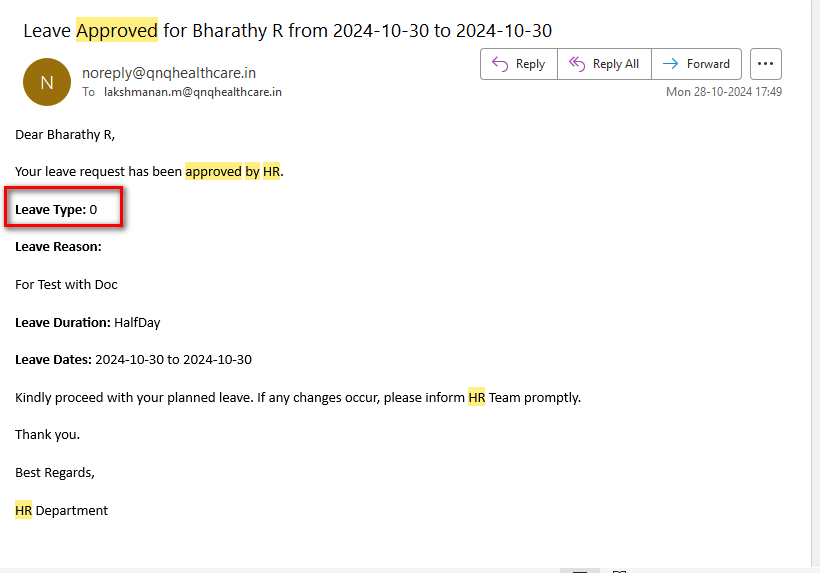 Leave Approved for Bharathy R from 2024-10-30 to 2024-10-30
N
noreply@qnqhealthcare.in
To lakshmanan.m@qnqhealthcare.in
Reply Reply All Forward ...
Mon 28-10-2024 17:49
Dear Bharathy R,
Your leave request has been approved by HR.
Leave Type: 0
Leave Reason:
For Test with Doc
Leave Duration: HalfDay
Leave Dates: 2024-10-30 to 2024-10-30
Kindly proceed with your planned leave. If any changes occur, please inform HR Team promptly.
Thank you.
Best Regards,
HR Department